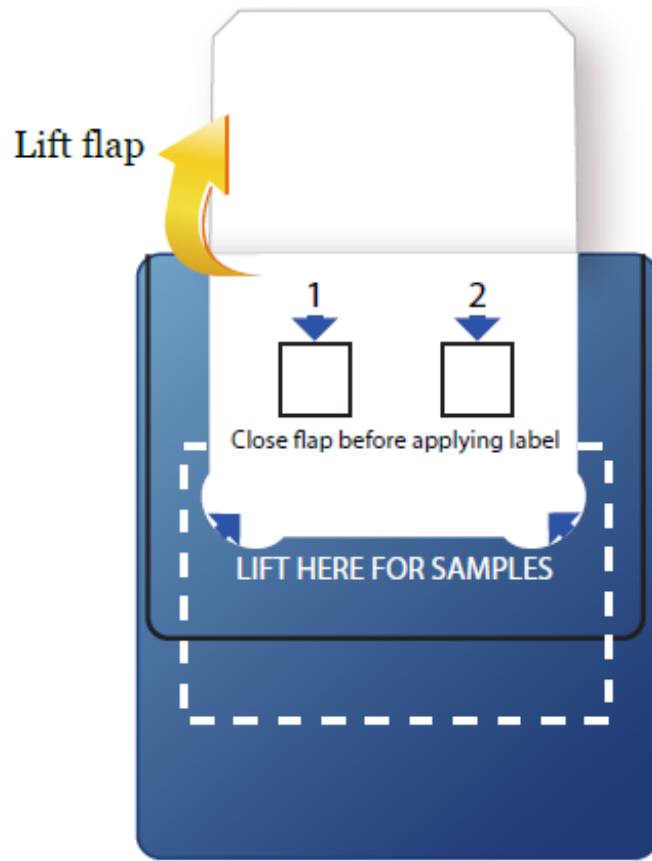 Lift flap
1 2
Close flap before applying label
LIFT HERE FOR SAMPLES